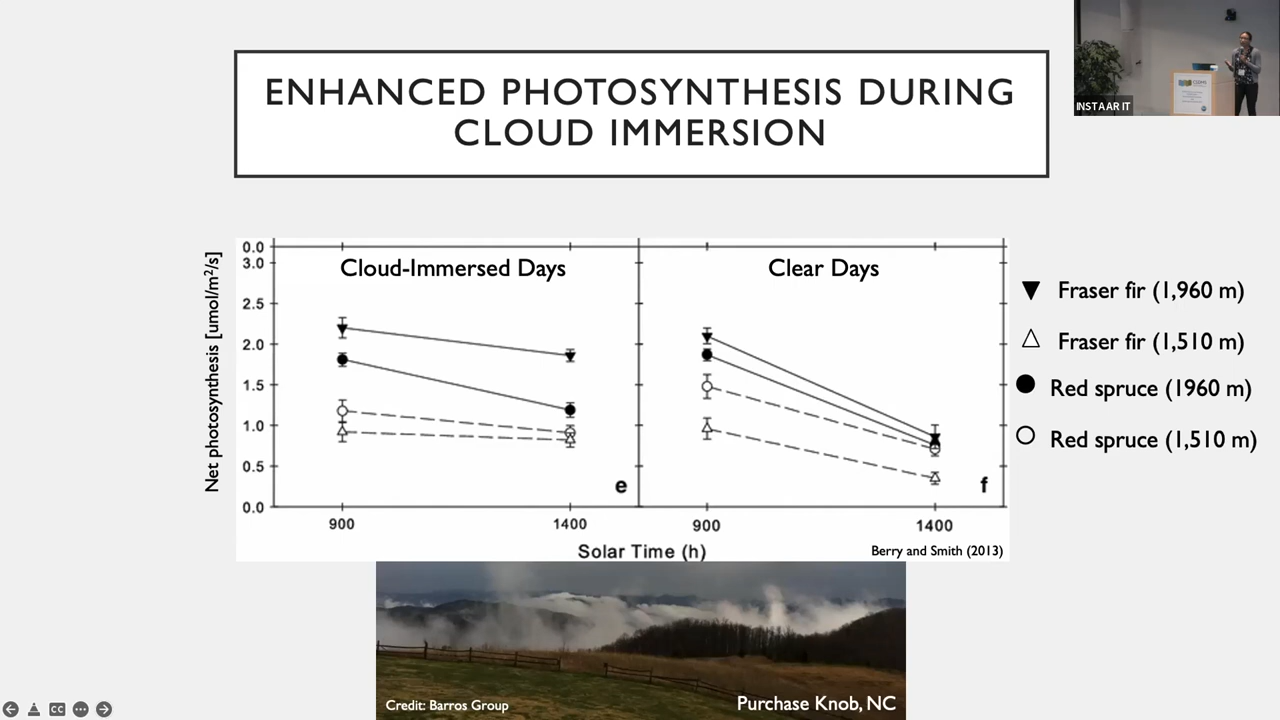 ENHANCED PHOTOSYNTHESIS DURING
CLOUD IMMERSION
INSTAAR IT
Net photosynthesis [umol/m²/s]
0.0
3.0
2.5
2.0
1.5
1.0
0.5
0.0
Cloud-Immersed Days
e
Clear Days
f
900
1400
900
1400
Solar Time (h)
Berry and Smith (2013)
Fraser fir (1,960 m)
Fraser fir (1,510 m)
Red spruce (1960 m)
Red spruce (1,510 m)
Credit: Barros Group
Purchase Knob, NC
CC